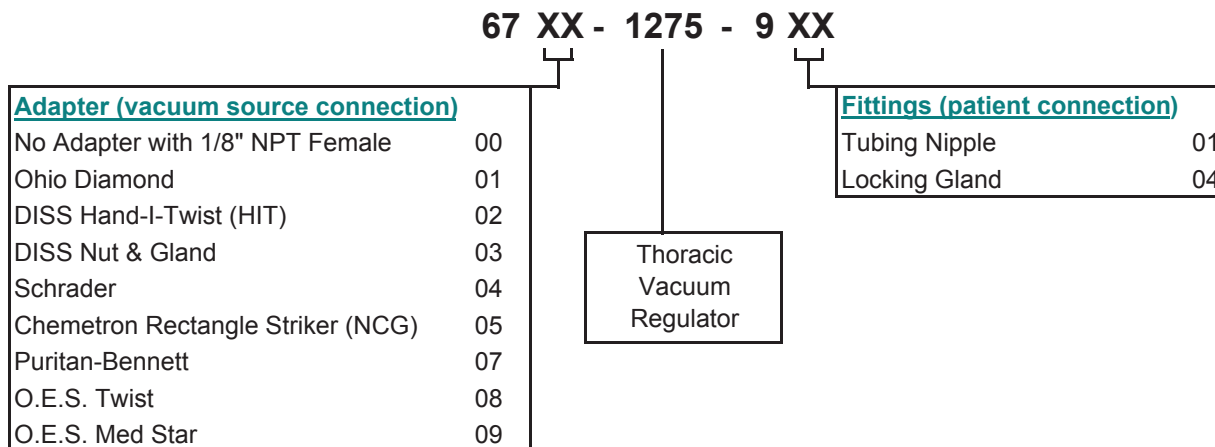 67 XX - 1275 - 9 XX
Adapter (vacuum source connection)
No Adapter with 1/8" NPT Female 00
Ohio Diamond 01
DISS Hand-I-Twist (HIT) 02
DISS Nut & Gland 03
Schrader 04
Chemetron Rectangle Striker (NCG) 05
Puritan-Bennett 07
O.E.S. Twist 08
O.E.S. Med Star 09
Thoracic
Vacuum
Regulator
Fittings (patient connection)
Tubing Nipple 01
Locking Gland 04